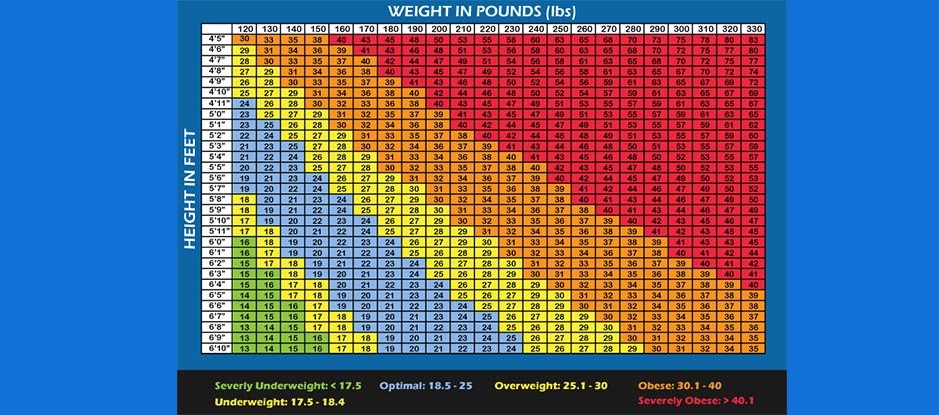 WEIGHT IN POUNDS (lbs)
HEIGHT IN FEET
120 130 140 150 160 170 180 190 200 210 220 230 240 250 260 270 280 290 300 310 320 330
4'5" 30 33 35 38 40 43 45 48 50 53 55 58 60 63 65 68 70 73 75 78 80 83
4'6" 29 31 34 36 39 41 43 46 48 51 53 56 58 60 63 65 68 70 72 75 77 80
4'7" 28 30 33 35 37 40 42 44 47 49 51 54 56 58 61 63 65 68 70 72 75 77
4'8" 27 29 31 34 36 38 40 43 45 47 49 52 54 56 58 61 63 65 67 70 72 74
4'9" 26 28 30 33 35 37 39 41 43 46 48 50 52 54 56 59 61 63 65 67 69 72
4'10" 25 27 29 31 34 36 38 40 42 44 46 48 50 52 54 57 59 61 63 65 67 69
4'11" 24 26 28 30 32 34 36 38 40 43 45 47 49 51 53 55 57 59 61 63 65 67
5'0" 23 25 27 29 31 33 35 37 39 41 43 45 47 49 51 53 55 57 59 61 63 65
5'1" 23 25 26 28 30 32 34 36 38 40 42 44 45 47 49 51 53 55 57 59 61 62
5'2" 22 24 26 27 29 31 33 35 37 38 40 42 44 46 48 49 51 53 55 57 59 60
5'3" 21 23 25 27 28 30 32 34 36 37 39 41 43 44 46 48 50 51 53 55 57 59
5'4" 21 22 24 26 28 29 31 33 34 36 38 40 41 43 45 46 48 50 52 53 55 57
5'5" 20 22 23 25 27 28 30 32 33 35 37 38 40 42 43 45 47 48 50 52 53 55
5'6" 19 21 23 24 26 27 29 31 32 34 36 37 39 40 42 44 45 47 49 50 52 53
5'7" 19 20 22 24 25 27 28 30 31 33 35 36 38 39 41 42 44 46 47 49 50 52
5'8" 18 20 21 23 24 26 27 29 30 32 34 35 37 38 40 41 43 44 46 47 49 50
5'9" 18 19 21 22 24 25 27 28 30 31 33 34 36 37 38 40 41 43 44 46 47 49
5'10" 17 19 20 22 23 24 26 27 29 30 32 33 35 36 37 39 40 42 43 45 46 47
5'11" 17 18 20 21 22 24 25 27 28 29 31 32 34 35 36 38 39 41 42 43 45 46
6'0" 16 18 19 20 22 23 24 26 27 29 30 31 33 34 35 37 38 39 41 42 43 45
6'1" 16 17 19 20 21 22 24 25 26 28 29 30 32 33 34 36 37 38 40 41 42 44
6'2" 15 17 18 19 21 22 23 24 26 27 28 30 31 32 33 35 36 37 39 40 41 42
6'3" 15 16 18 19 20 21 23 24 25 26 28 29 30 31 33 34 35 36 38 39 40 41
6'4" 15 16 17 18 20 21 22 23 24 26 27 28 29 30 32 33 34 35 37 38 39 40
6'5" 14 15 17 18 19 20 21 23 24 25 26 27 29 30 31 32 33 34 36 37 38 39
6'6" 14 15 16 17 19 20 21 22 23 24 25 27 28 29 30 31 32 34 35 36 37 38
6'7" 14 15 16 17 18 19 20 21 23 24 25 26 27 28 29 30 32 33 34 35 36 37
6'8" 13 14 15 17 18 19 20 21 22 23 24 25 26 28 29 30 31 32 33 34 35 36
6'9" 13 14 15 16 17 18 19 20 21 23 24 25 26 27 28 29 30 31 32 33 34 35
6'10" 13 14 15 16 17 18 19 20 21 22 23 24 25 26 27 28 29 30 31 32 34 35
Severly Underweight: < 17.5 Optimal: 18.5 - 25 Overweight: 25.1 - 30 Obese: 30.1 - 40
Underweight: 17.5 - 18.4 Severely Obese: > 40.1